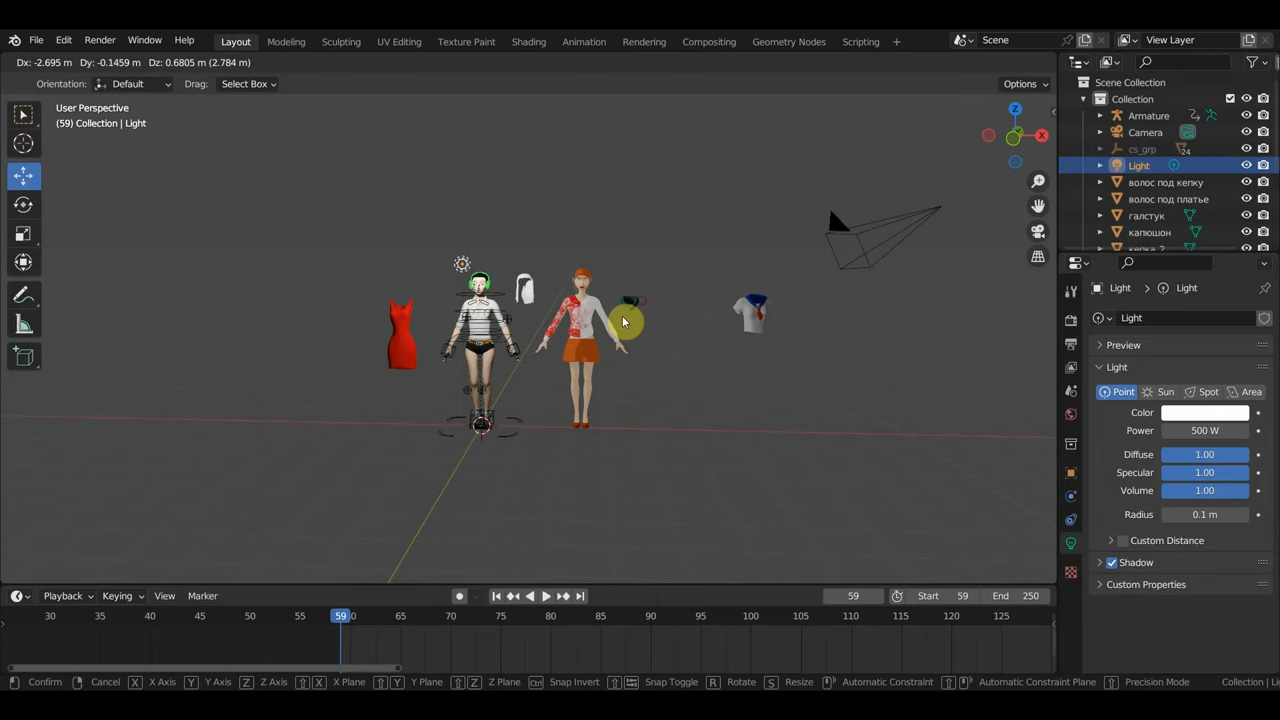 File Edit Render Window Help Layout Modeling Sculpting UV Editing Texture Paint Shading Animation Rendering Compositing Geometry Nodes Scripting + Scene View Layer
Dx: -2.695 m Dy: -0.1459 m Dz: 0.6805 m (2.784 m)
Orientation: Default Drag: Select Box Options
User Perspective
(59) Collection | Light
Z
X
Scene Collection
Collection
Armature
Camera
cs_grp 24
Light
волос под кепку
волос под платье
галстук
капюшон
Light Light
Light
Preview
Light
Point Sun Spot Area
Color
Power 500 W
Diffuse 1.00
Specular 1.00
Volume 1.00
Radius 0.1 m
Custom Distance
Shadow
Custom Properties
Playback Keying View Marker 59 Start 59 End 250
30 40 50 59 60 65 70 75 80 85 90 95 100 105 110 115 120 125
Confirm Cancel X X Axis Y Y Axis Z Z Axis X X Plane Y Y Plane Z Z Plane Ctrl Snap Invert Snap Toggle R Rotate S Resize Automatic Constraint Automatic Constraint Plane Precision Mode Collection | Li